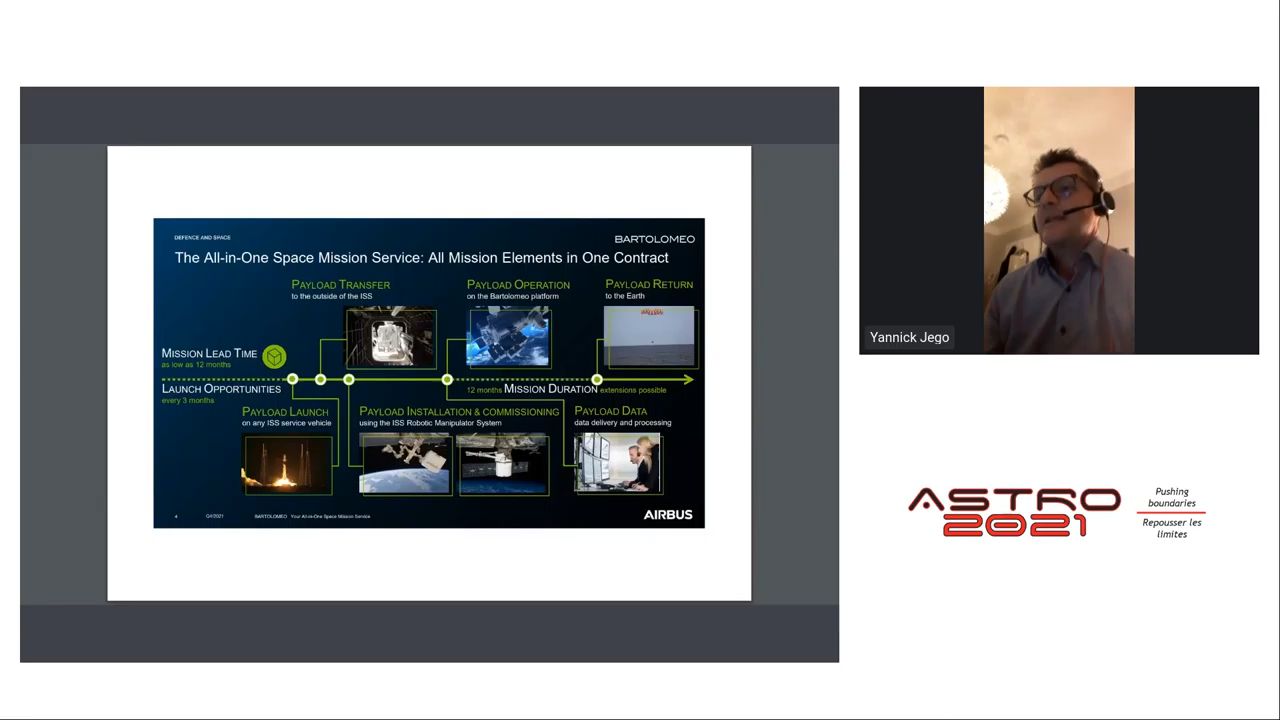 DEFENCE AND SPACE
BARTOLOMEO
The All-in-One Space Mission Service: All Mission Elements in One Contract
PAYLOAD TRANSFER
to the outside of the ISS
PAYLOAD OPERATION
on the Bartolomeo platform
PAYLOAD RETURN
to the Earth
MISSION LEAD TIME
as low as 12 months
LAUNCH OPPORTUNITIES
every 3 months
12 months MISSION DURATION extensions possible
PAYLOAD LAUNCH
on any ISS service vehicle
PAYLOAD INSTALLATION & COMMISSIONING
using the ISS Robotic Manipulator System
PAYLOAD DATA
data delivery and processing
4
Q4/2021
BARTOLOMEO Your All-in-One Space Mission Service
AIRBUS
Yannick Jego
ASTRO
2021
Pushing
boundaries
Repousser les
limites